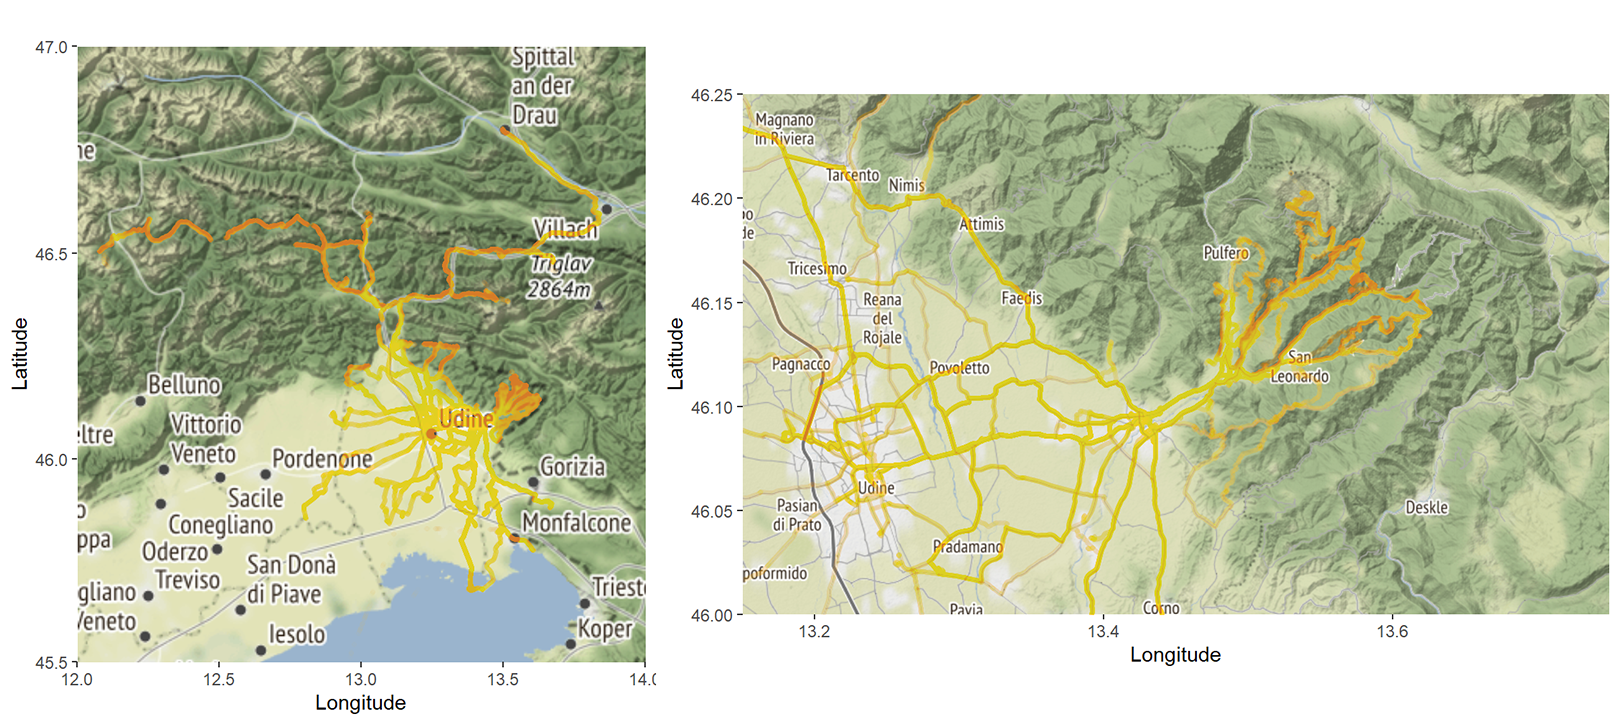 47.0
46.5
46.0
45.5
12.0
12.5
13.0
13.5
14.0
Longitude
Latitude
Spittal
an der
Drau
ne
Villach
Triglav
2864m
Belluno
Udine
eltre
Vittorio
Veneto
Pordenone
Gorizia
Sacile
Conegliano
Monfalcone
ppa
Oderzo
Treviso
San Donà
di Piave
gliano
Veneto
Triest
Iesolo
Koper
46.25
46.20
46.15
46.10
46.05
46.00
13.2
13.4
13.6
Longitude
Latitude
Magnano
in Riviera
Tarcento
Nimis
Attimis
po
de
Pulfero
Tricesimo
Reana
del
Rojale
Faedis
Pagnacco
Povoletto
San
Leonardo
Udine
Pasian
di Prato
Deskle
Pradamano
poformido
Pavia
Corno